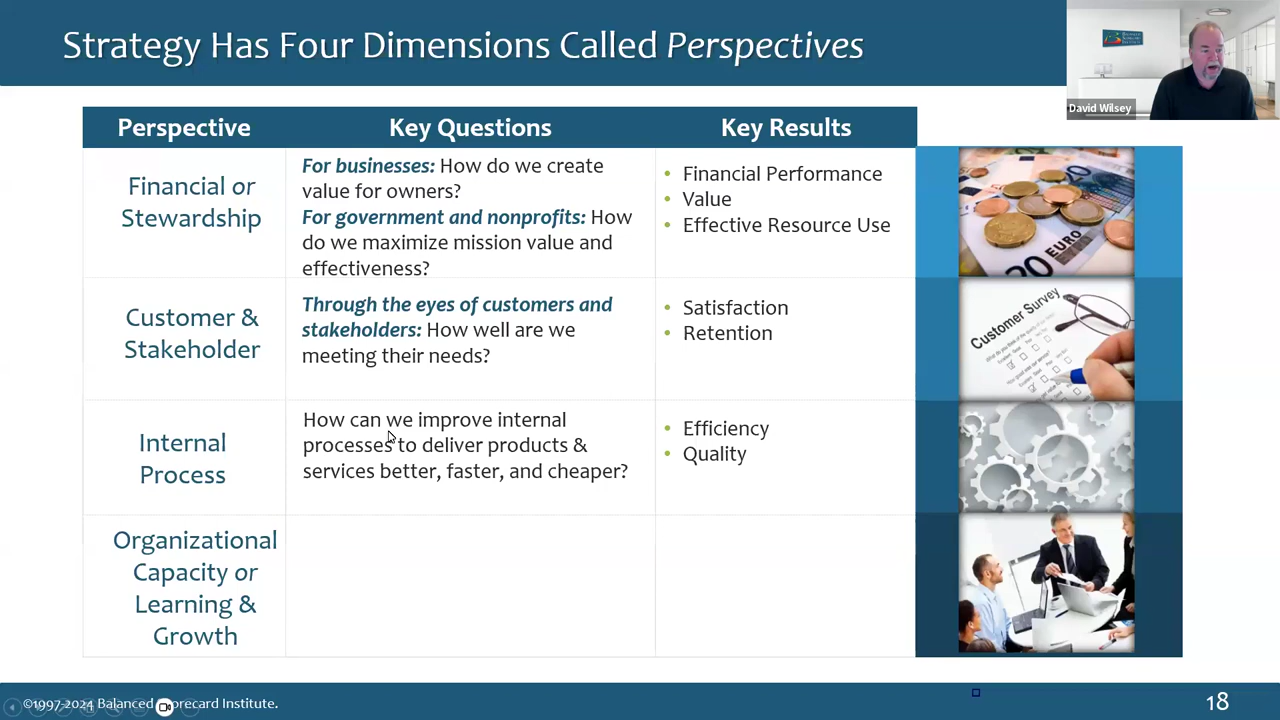 Strategy Has Four Dimensions Called Perspectives
David Wilsey
Perspective
Key Questions
Key Results
Financial or
Stewardship
For businesses: How do we create
value for owners?
For government and nonprofits: How
do we maximize mission value and
effectiveness?
• Financial Performance
• Value
• Effective Resource Use
20
EURO
20
Customer &
Stakeholder
Through the eyes of customers and
stakeholders: How well are we
meeting their needs?
• Satisfaction
• Retention
Customer Survey
Internal
Process
How can we improve internal
processes to deliver products &
services better, faster, and cheaper?
• Efficiency
• Quality
Organizational
Capacity or
Learning &
Growth
©1997-2024 Balanced Scorecard Institute.
18